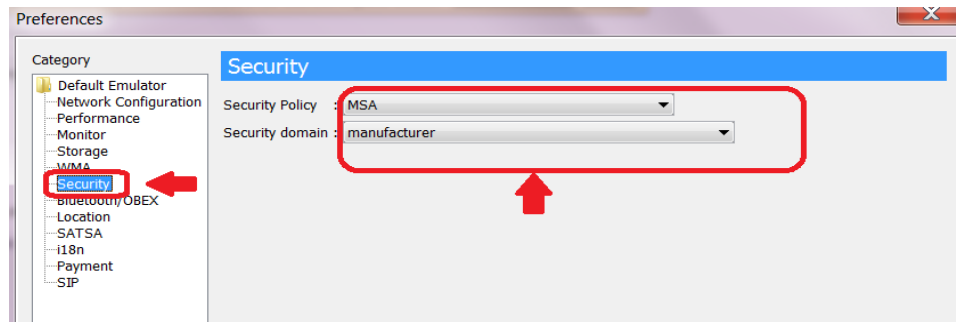 Preferences
Category
Default Emulator
Network Configuration
Performance
Monitor
Storage
WMA
Security
Bluetooth/OBEX
Location
SATSA
i18n
Payment
SIP
Security
Security Policy : MSA
Security domain : manufacturer